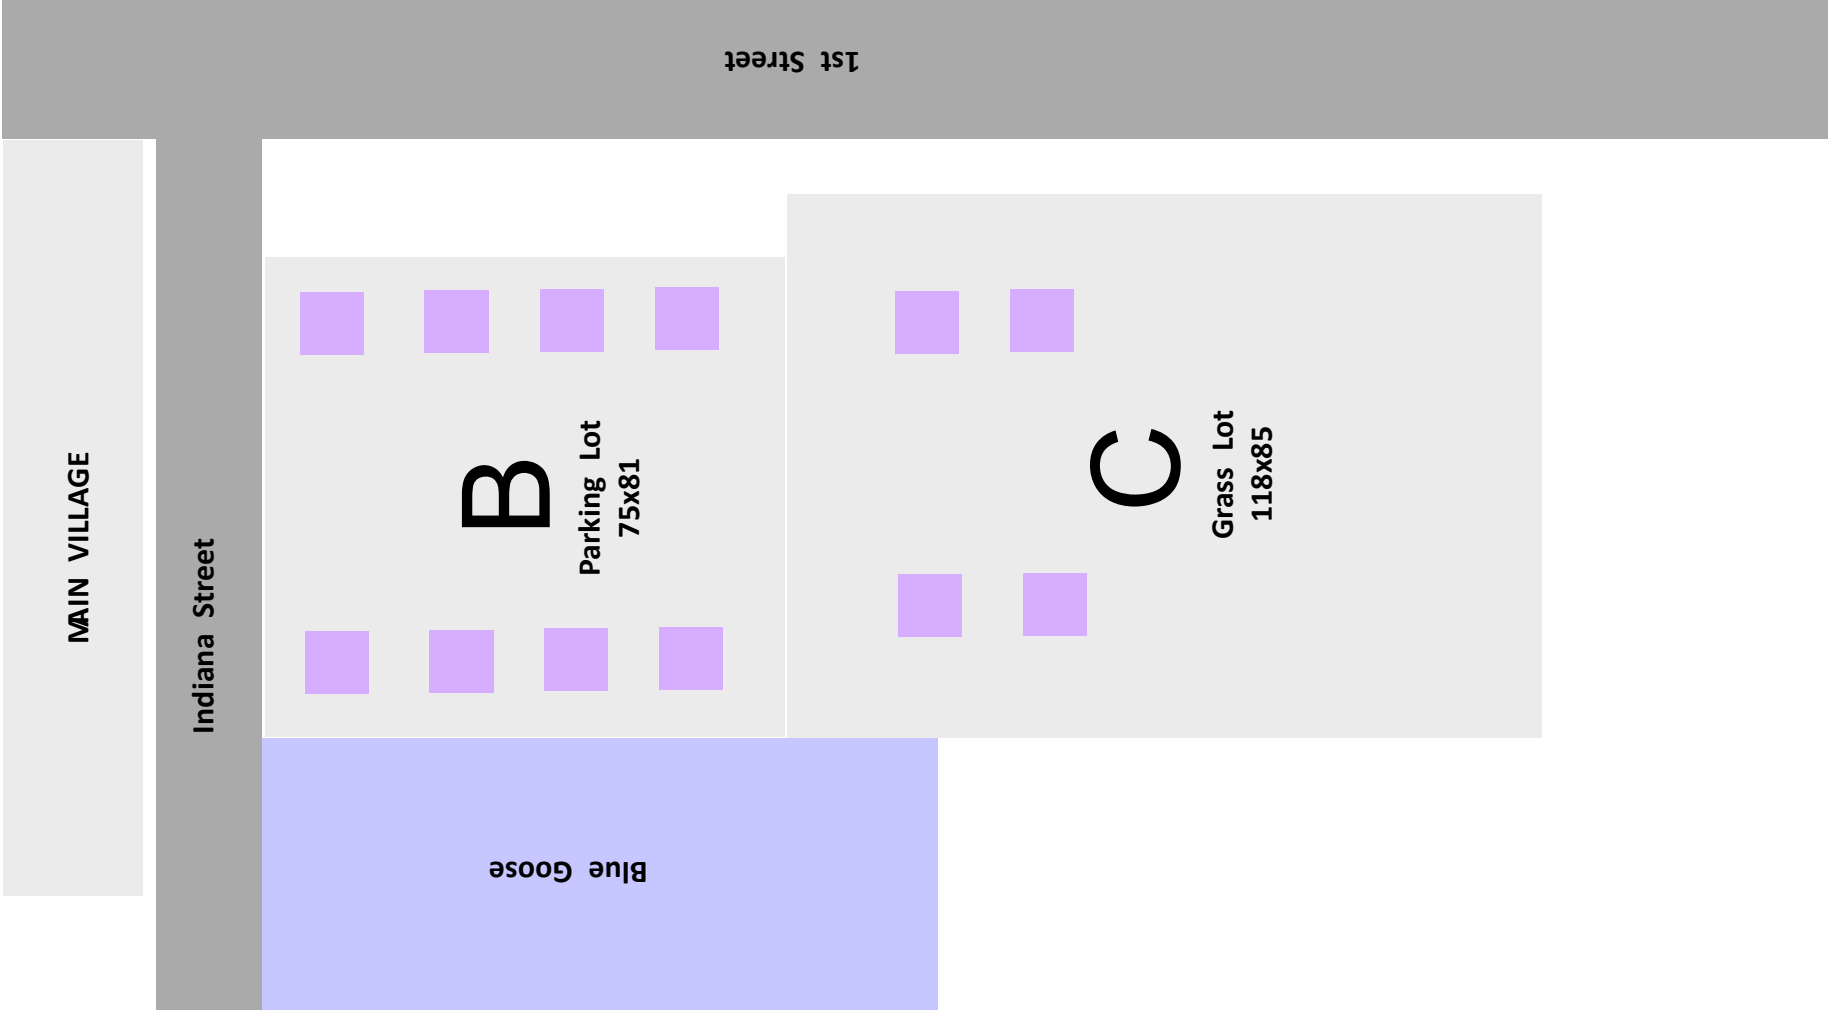 1st Street
MAIN VILLAGE
Indiana Street
B
Parking Lot
75x81
C
Grass Lot
118x85
Blue Goose